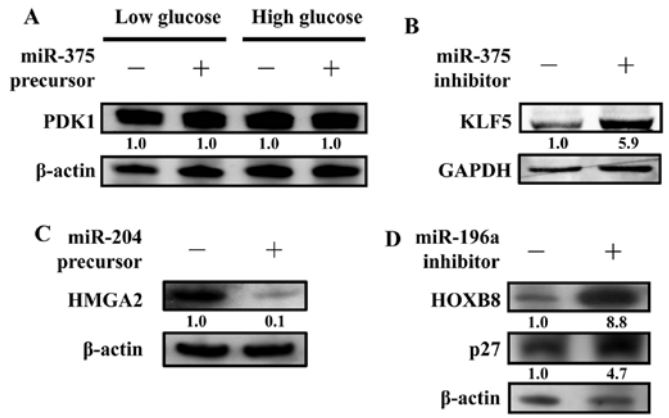 A
Low glucose High glucose
miR-375 precursor − + − +
PDK1
1.0 1.0 1.0 1.0
β-actin
B
miR-375 inhibitor − +
KLF5
1.0 5.9
GAPDH
C
miR-204 precursor − +
HMGA2
1.0 0.1
β-actin
D
miR-196a inhibitor − +
HOXB8
1.0 8.8
p27
1.0 4.7
β-actin